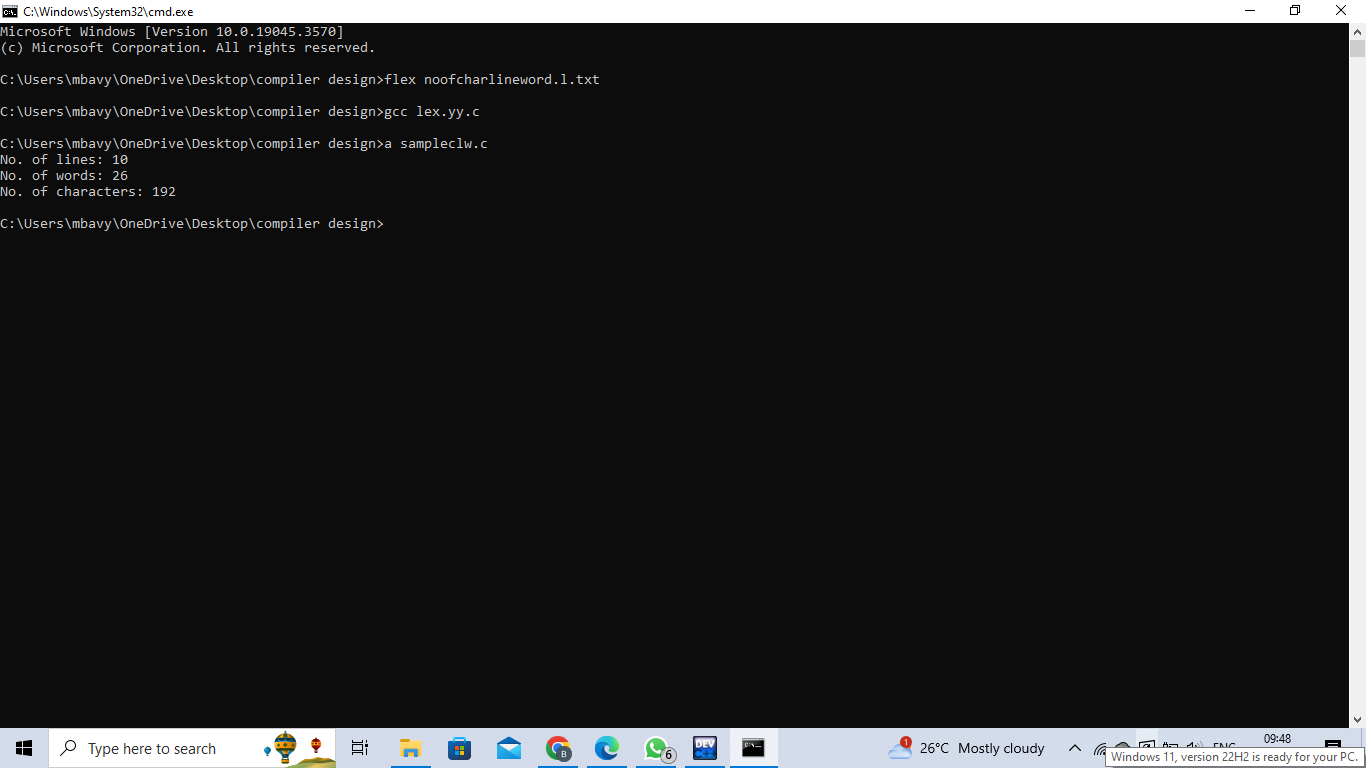 C:\Windows\System32\cmd.exe
Microsoft Windows [Version 10.0.19045.3570]
(c) Microsoft Corporation. All rights reserved.
C:\Users\mbavy\OneDrive\Desktop\compiler design>flex noofcharlineword.l.txt
C:\Users\mbavy\OneDrive\Desktop\compiler design>gcc lex.yy.c
C:\Users\mbavy\OneDrive\Desktop\compiler design>a sampleclw.c
No. of lines: 10
No. of words: 26
No. of characters: 192
C:\Users\mbavy\OneDrive\Desktop\compiler design>
Type here to search
B
6
DEV
1
26°C Mostly cloudy
09:48
Windows 11, version 22H2 is ready for your PC.